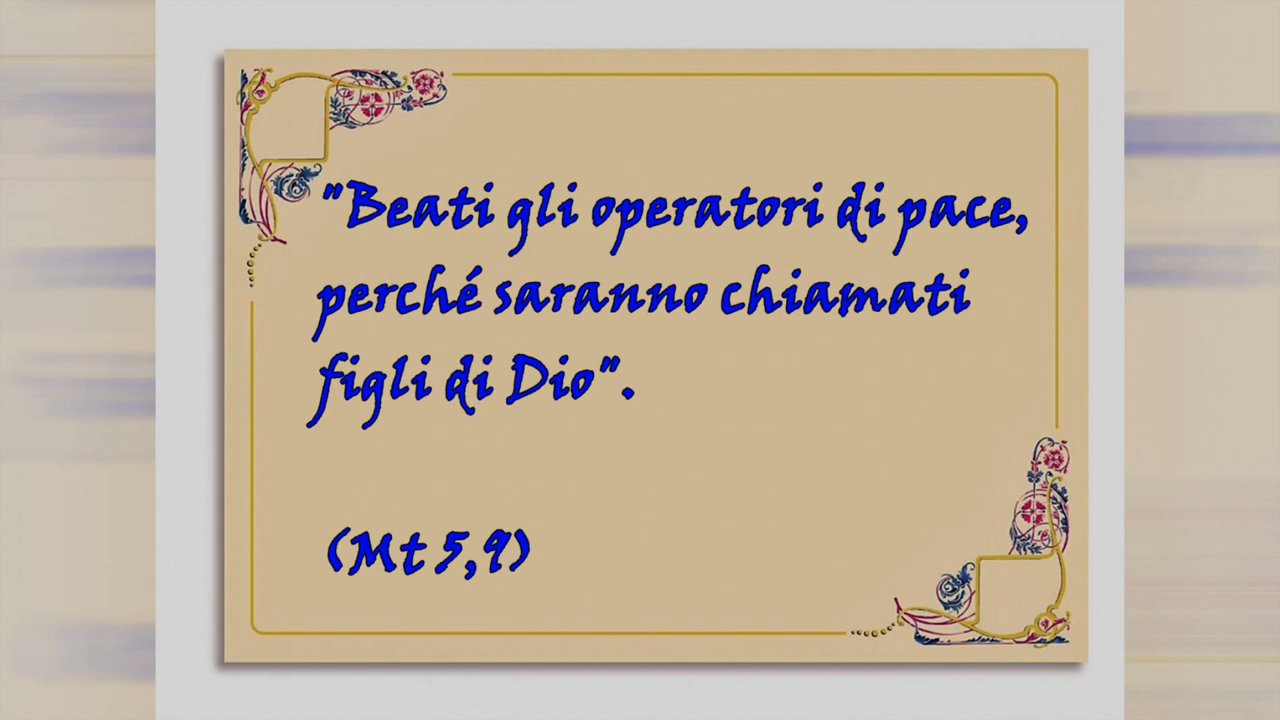 "Beati gli operatori di pace,
perché saranno chiamati
figli di Dio".
(Mt 5,9)